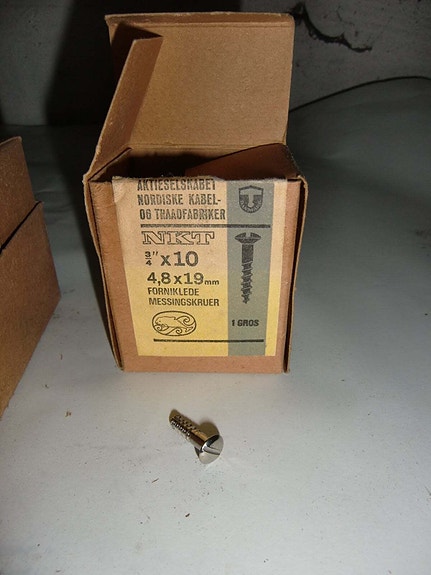 AKTIESELSKABET
NORDISKE KABEL-
OG TRAADFABRIKER
NKT
3/4" x 10
4,8 x 19 mm
FORNIKLEDE
MESSINGSKRUER
1 GROS